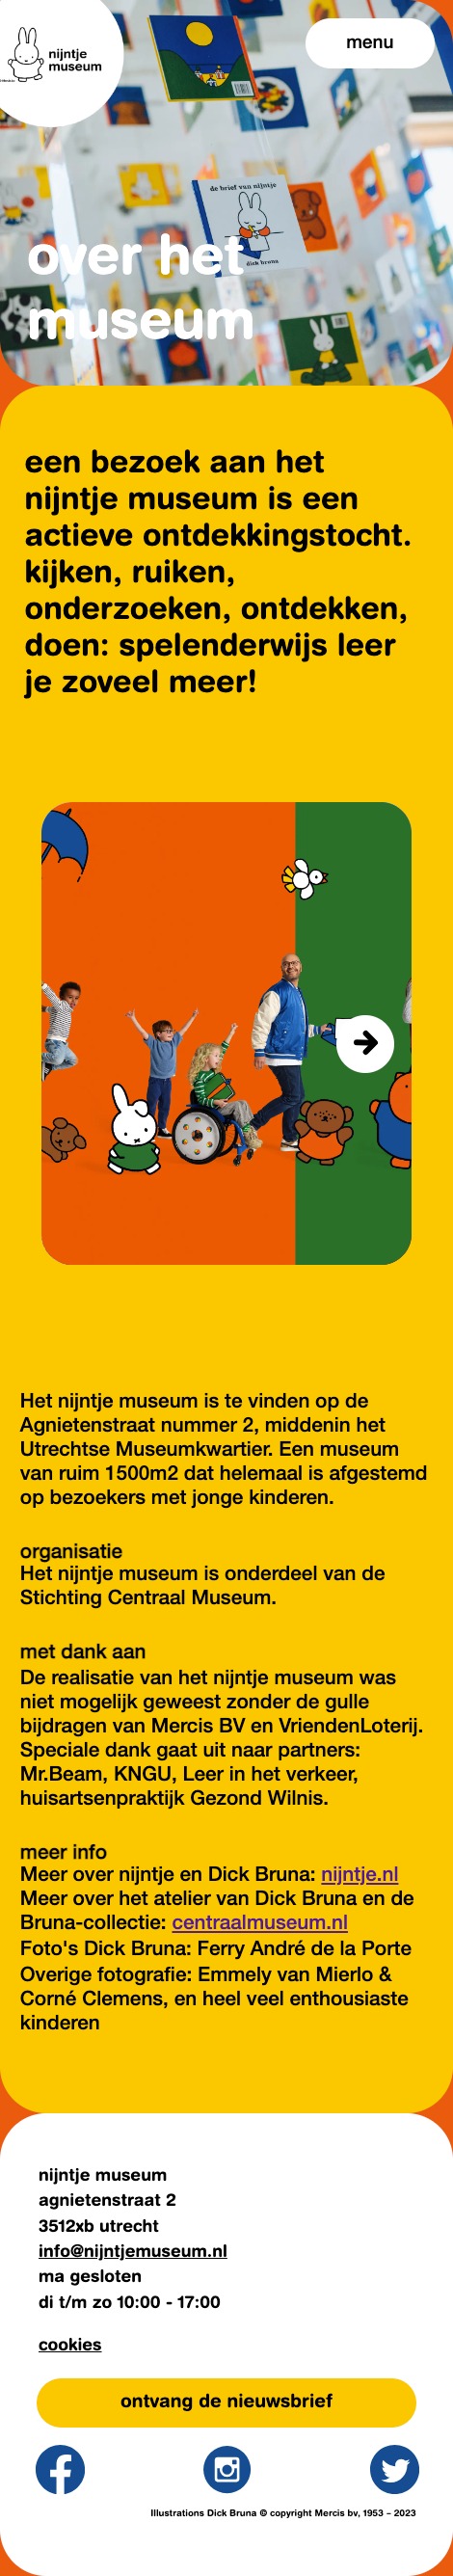 nijntje
museum
menu
de brief van nijntje
dick bruna
over het
museum
een bezoek aan het
nijntje museum is een
actieve ontdekkingstocht.
kijken, ruiken,
onderzoeken, ontdekken,
doen: spelenderwijs leer
je zoveel meer!
Het nijntje museum is te vinden op de
Agnietenstraat nummer 2, middenin het
Utrechtse Museumkwartier. Een museum
van ruim 1500m2 dat helemaal is afgestemd
op bezoekers met jonge kinderen.
organisatie
Het nijntje museum is onderdeel van de
Stichting Centraal Museum.
met dank aan
De realisatie van het nijntje museum was
niet mogelijk geweest zonder de gulle
bijdragen van Mercis BV en VriendenLoterij.
Speciale dank gaat uit naar partners:
Mr.Beam, KNGU, Leer in het verkeer,
huisartsenpraktijk Gezond Wilnis.
meer info
Meer over nijntje en Dick Bruna: nijntje.nl
Meer over het atelier van Dick Bruna en de
Bruna-collectie: centraalmuseum.nl
Foto's Dick Bruna: Ferry André de la Porte
Overige fotografie: Emmely van Mierlo &
Corné Clemens, en heel veel enthousiaste
kinderen
nijntje museum
agnietenstraat 2
3512xb utrecht
info@nijntjemuseum.nl
ma gesloten
di t/m zo 10:00 - 17:00
cookies
ontvang de nieuwsbrief
Illustrations Dick Bruna © copyright Mercis bv, 1953 – 2023